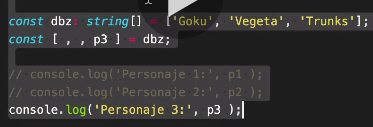 const dbz: string[] = ['Goku', 'Vegeta', 'Trunks'];
const [ , , p3 ] = dbz;
// console.log('Personaje 1:', p1 );
// console.log('Personaje 2:', p2 );
console.log('Personaje 3:', p3 );